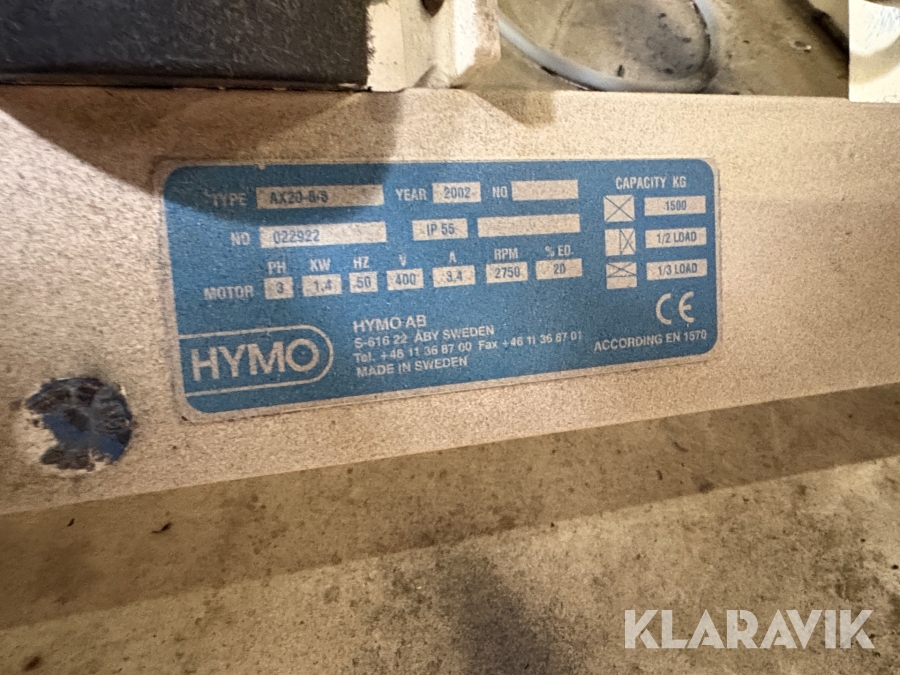 TYPE AX20-8/8 YEAR 2002 NO
CAPACITY KG
1500
NO 022922 IP 55
1/2 LOAD
PH KW HZ V A RPM % ED.
MOTOR 3 1,4 50 400 3,4 2750 20
1/3 LOAD
CE
ACCORDING EN 1570
HYMO
HYMO AB
S-616 22 ÅBY SWEDEN
Tel. +46 11 36 87 00 Fax +46 11 36 87 01
MADE IN SWEDEN
KLARAVIK